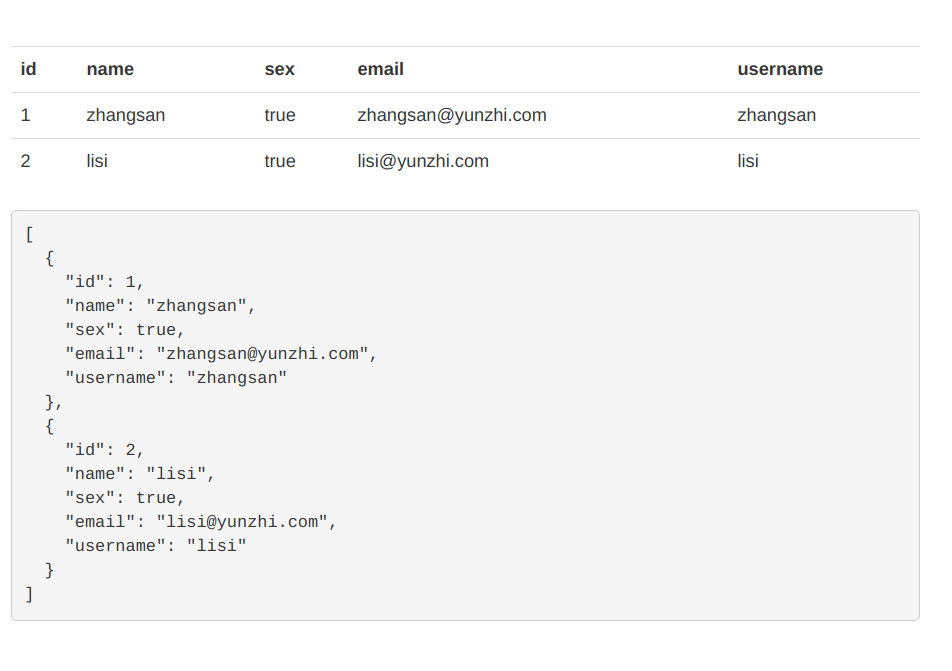 id name sex email username
1 zhangsan true zhangsan@yunzhi.com zhangsan
2 lisi true lisi@yunzhi.com lisi
[
  {
    "id": 1,
    "name": "zhangsan",
    "sex": true,
    "email": "zhangsan@yunzhi.com",
    "username": "zhangsan"
  },
  {
    "id": 2,
    "name": "lisi",
    "sex": true,
    "email": "lisi@yunzhi.com",
    "username": "lisi"
  }
]